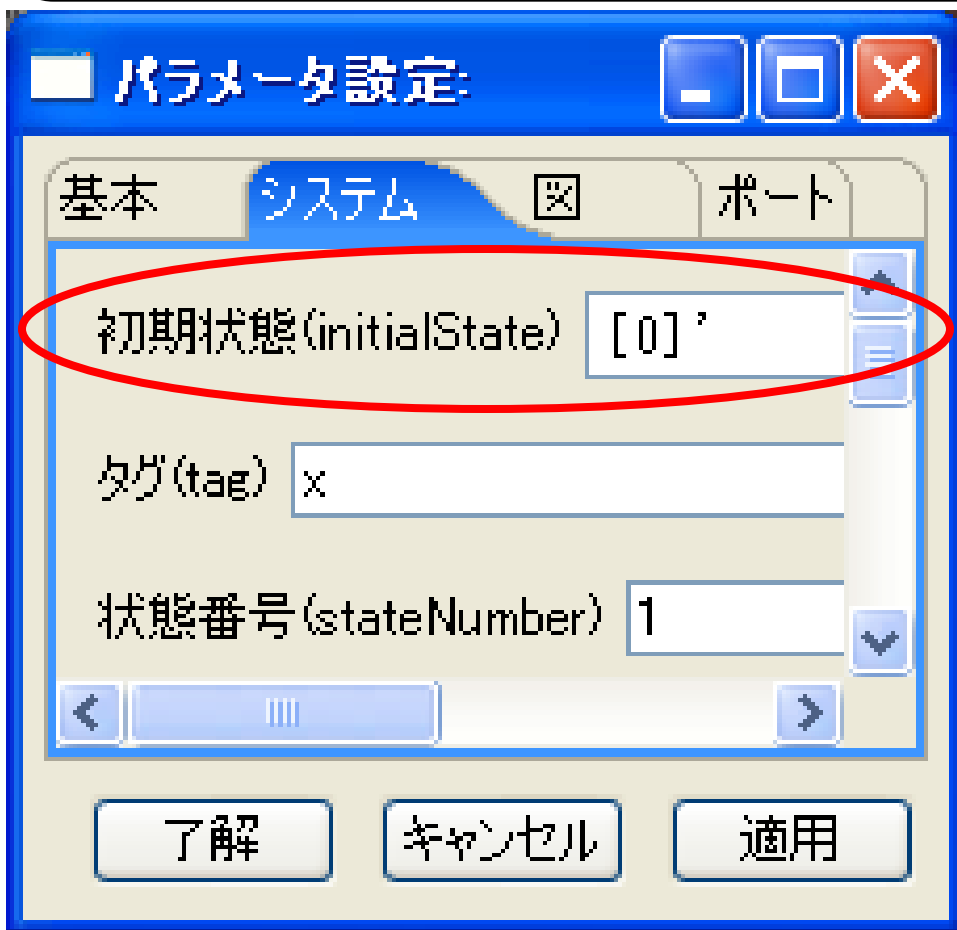 パラメータ設定:
基本 システム 図 ポート
初期状態(initialState) [0]'
タグ(tag) x
状態番号(stateNumber) 1
了解 キャンセル 適用